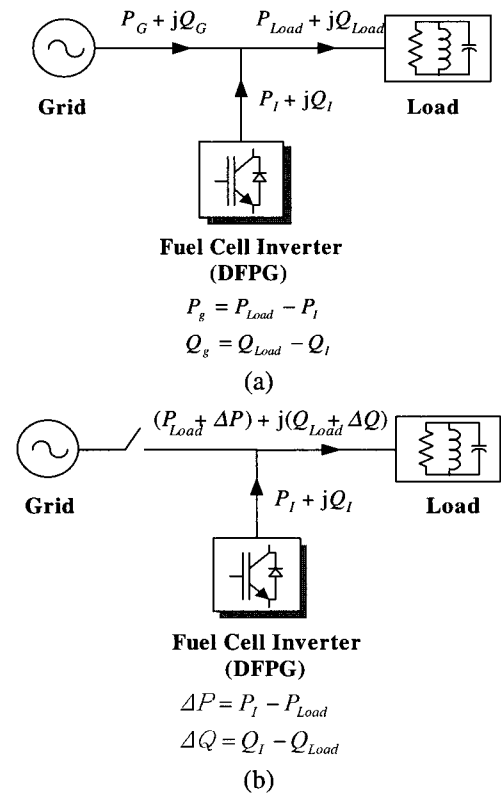 P_G + jQ_G
P_Load + jQ_Load
Grid
Load
P_I + jQ_I
Fuel Cell Inverter
(DFPG)
P_g = P_Load − P_I
Q_g = Q_Load − Q_I
(a)
(P_Load + ΔP) + j(Q_Load + ΔQ)
Grid
Load
P_I + jQ_I
Fuel Cell Inverter
(DFPG)
ΔP = P_I − P_Load
ΔQ = Q_I − Q_Load
(b)